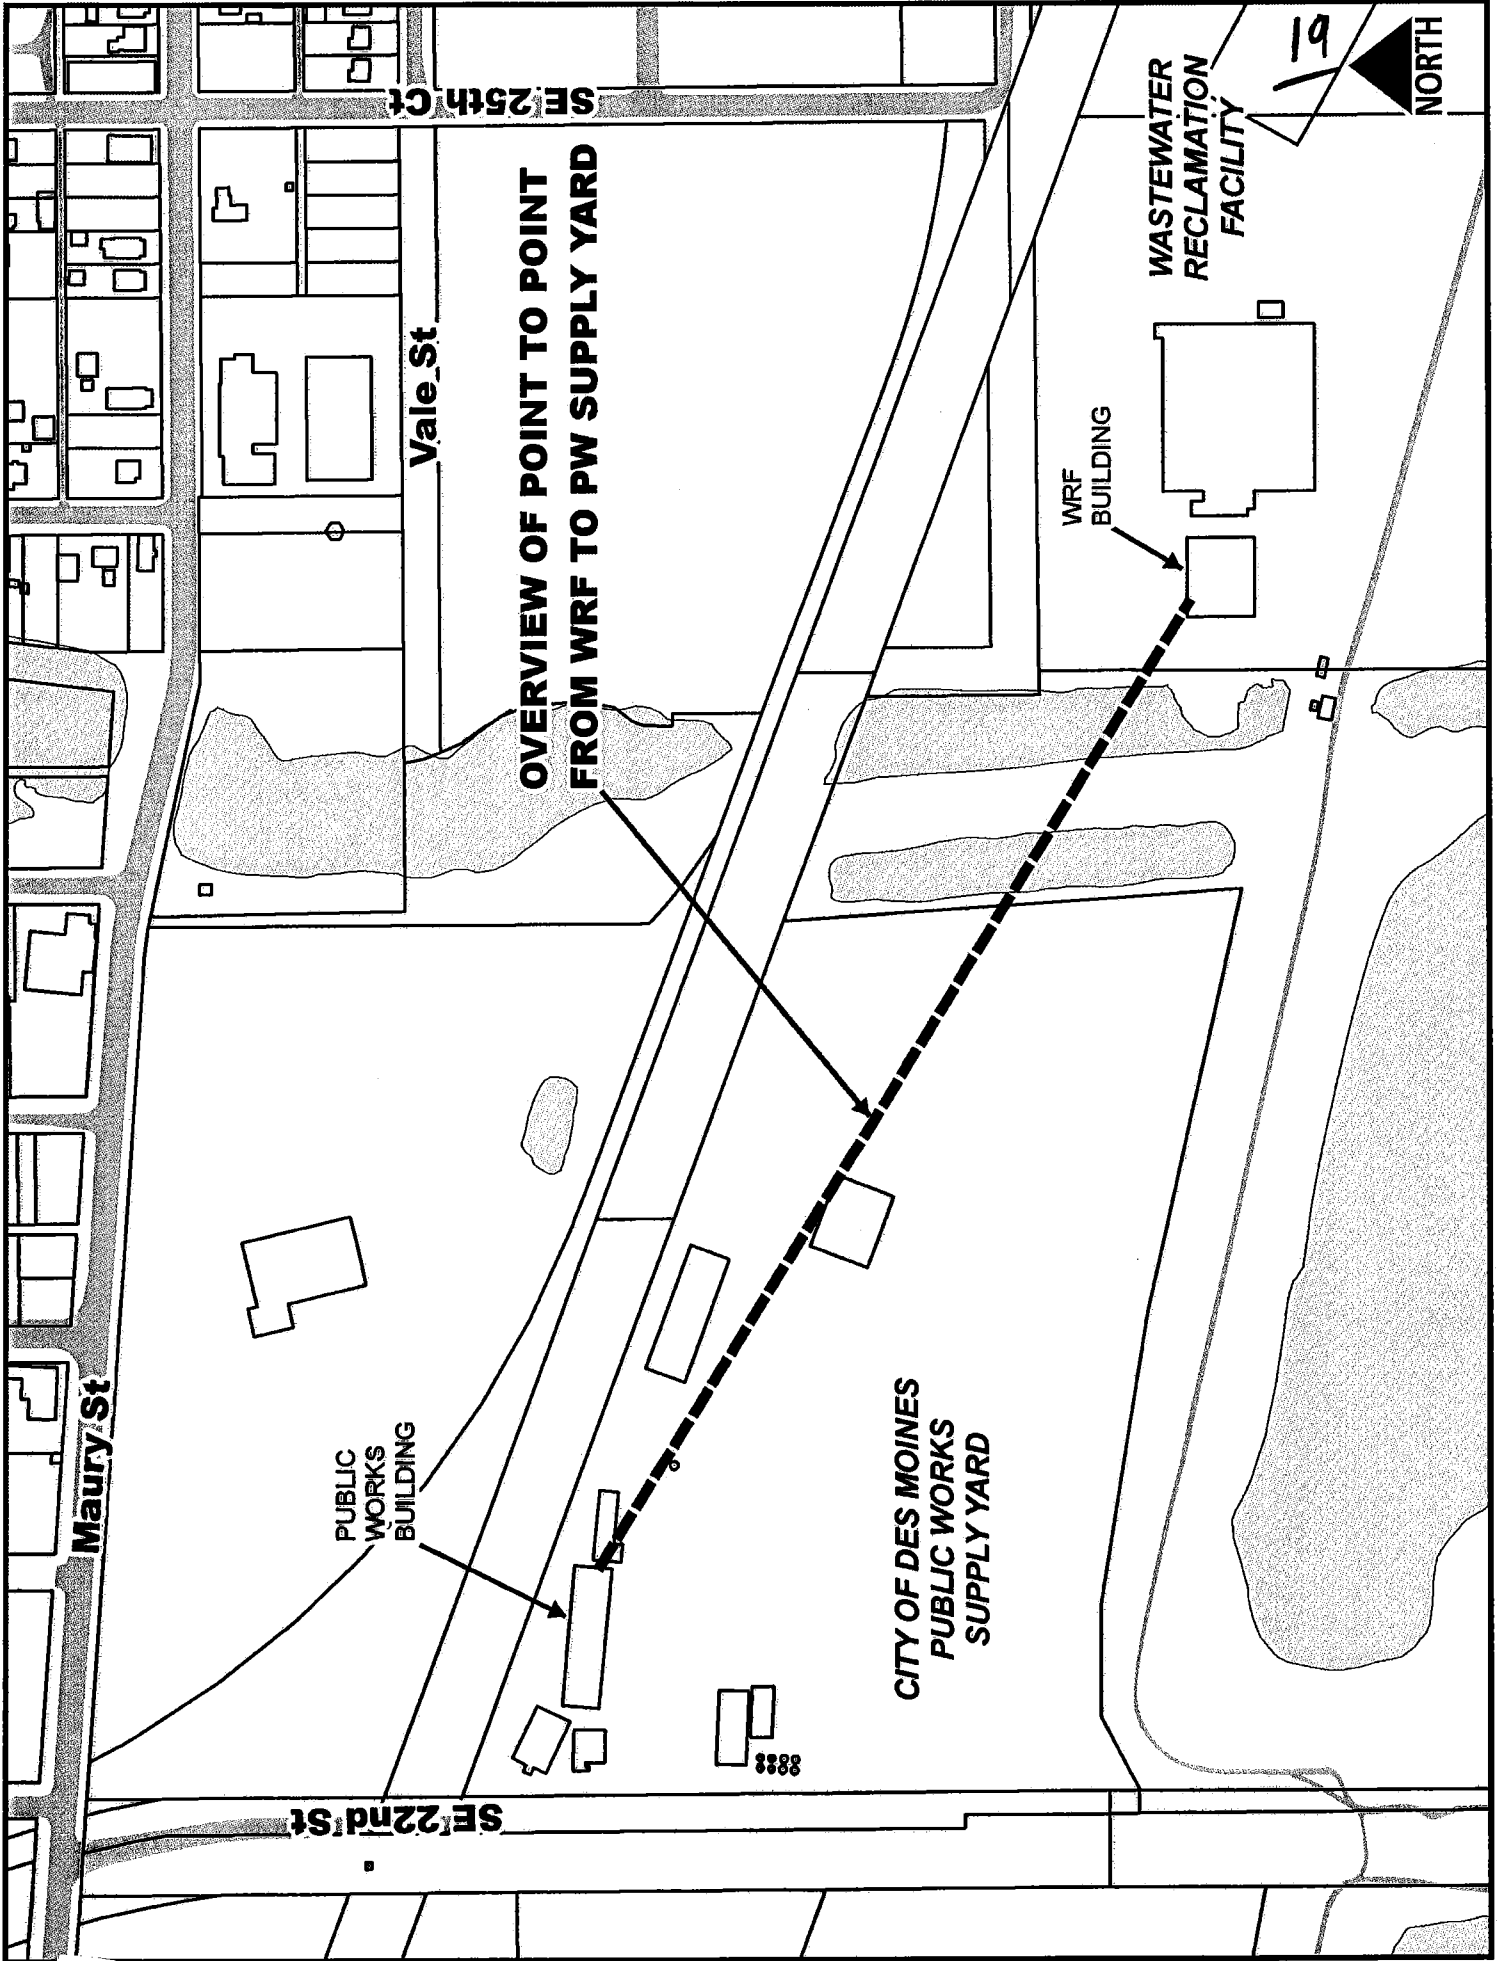 Maury St
SE 25th Ct
Vale St
SE 22nd St
OVERVIEW OF POINT TO POINT
FROM WRF TO PW SUPPLY YARD
PUBLIC
WORKS
BUILDING
WRF
BUILDING
CITY OF DES MOINES
PUBLIC WORKS
SUPPLY YARD
WASTEWATER
RECLAMATION
FACILITY
19
NORTH